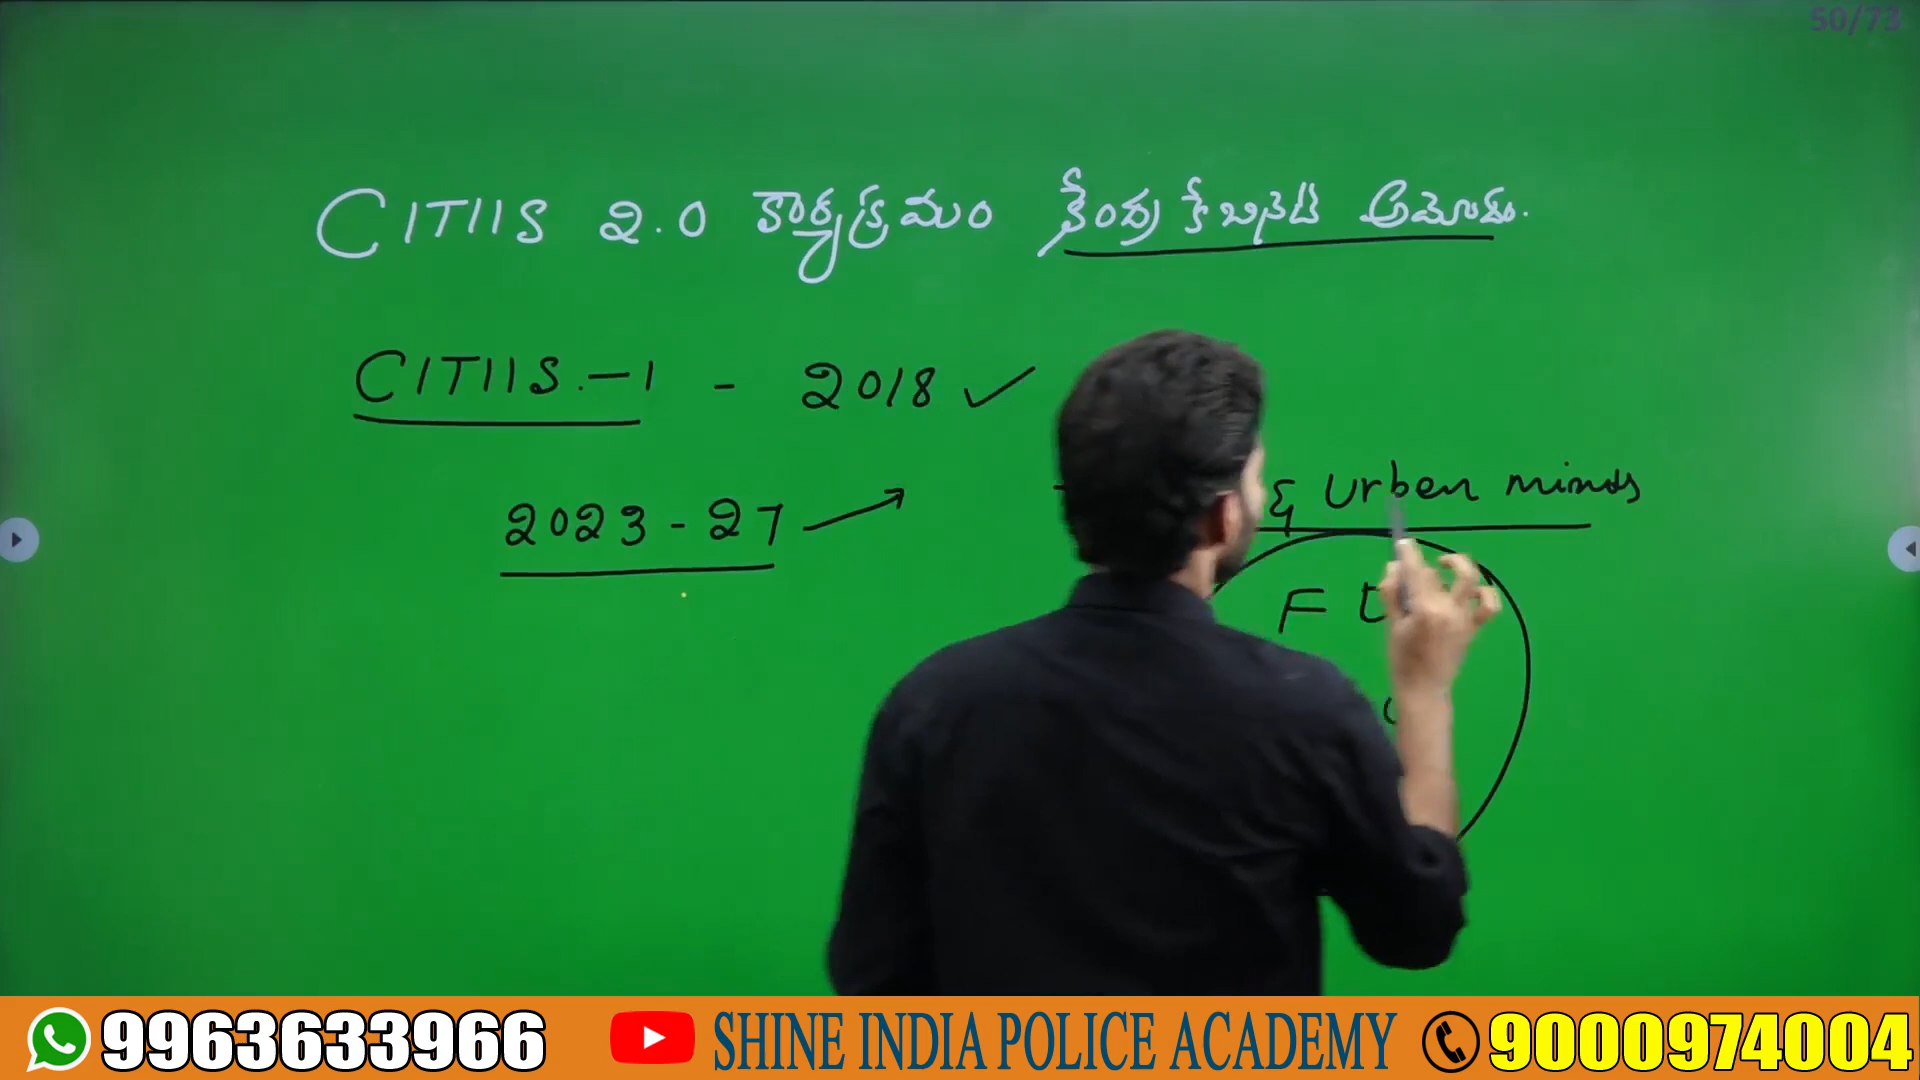 50/73
CITIIS 2.0 కార్యక్రమం కేంద్ర కేబినెట్ ఆమోదం.
CITIIS.-1 - 2018 ✓
& Urben minds
2023-27
F
9963633966 SHINE INDIA POLICE ACADEMY 9000974004